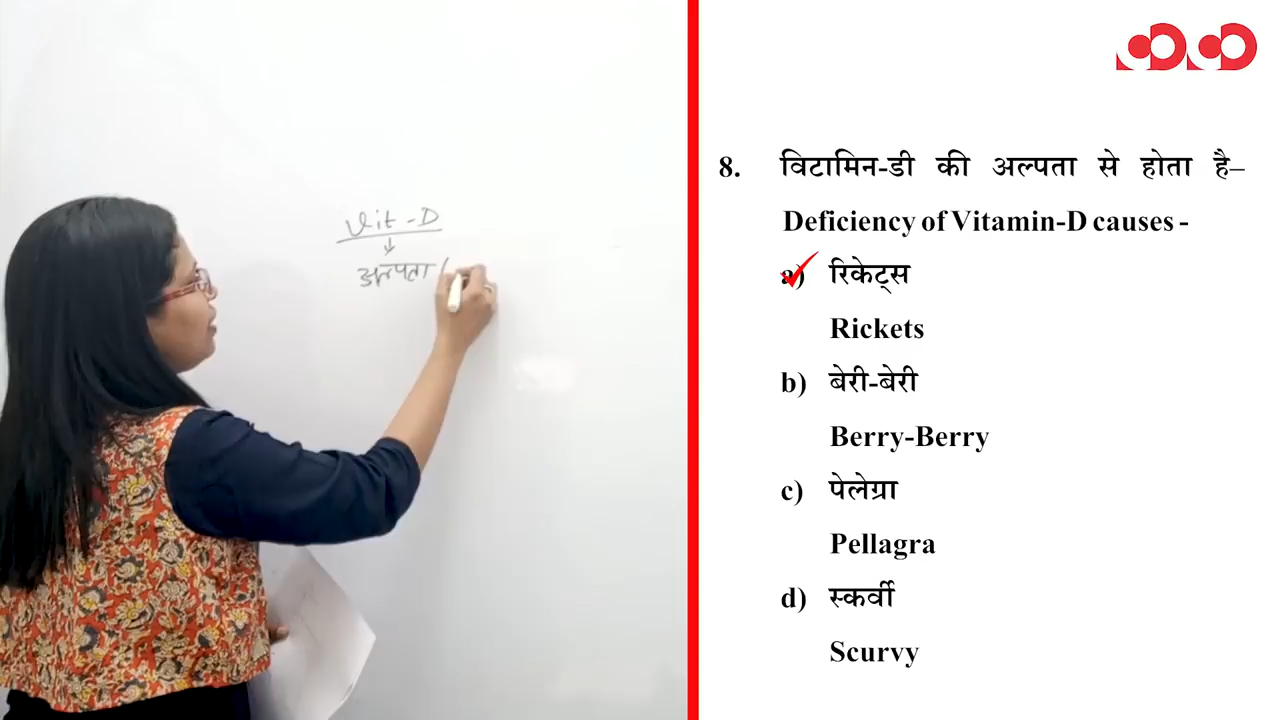 Vit-D
अल्पता (
8. विटामिन-डी की अल्पता से होता है–
Deficiency of Vitamin-D causes -
a) रिकेट्स
Rickets
b) बेरी-बेरी
Berry-Berry
c) पेलेग्रा
Pellagra
d) स्कर्वी
Scurvy